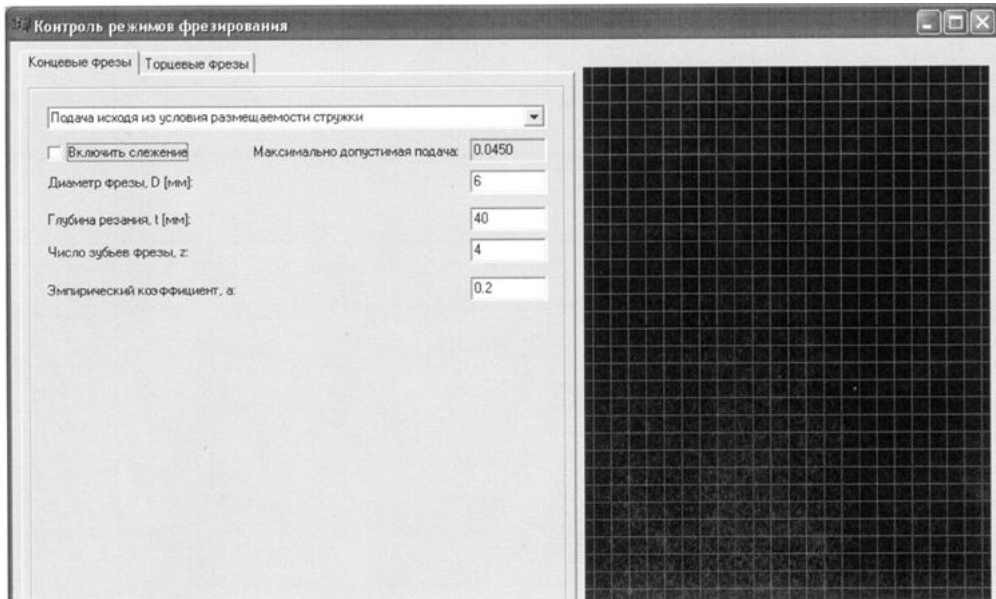 Контроль режимов фрезирования
Концевые фрезы Торцевые фрезы
Подача исходя из условия размещаемости стружки
Включить слежение Максимально допустимая подача: 0.0450
Диаметр фрезы, D [мм]: 6
Глубина резания, t [мм]: 40
Число зубьев фрезы, z: 4
Эмпирический коэффициент, a: 0.2